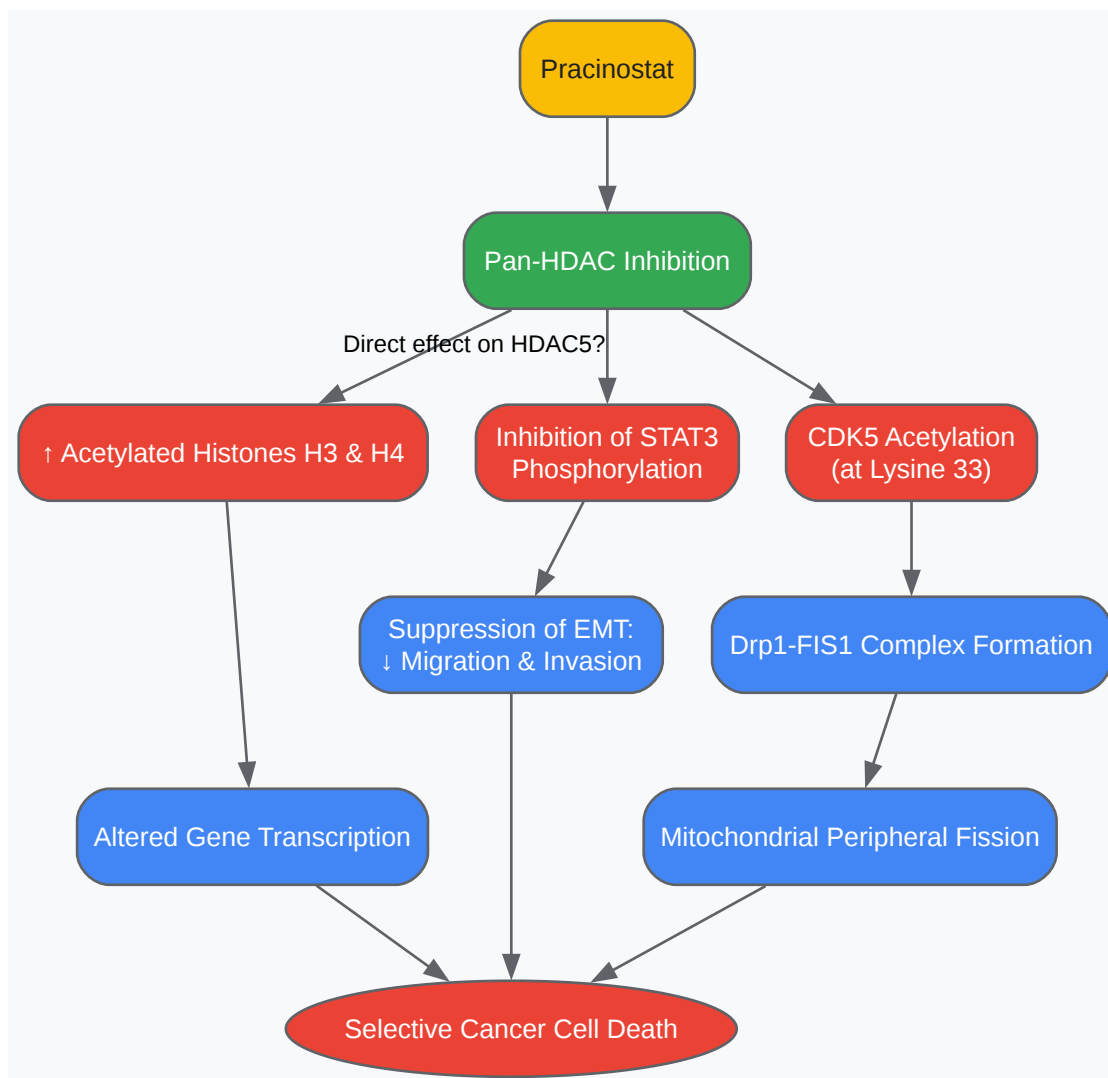 Pracinostat
Pan-HDAC Inhibition
Direct effect on HDAC5?
↑ Acetylated Histones H3 & H4
Inhibition of STAT3
Phosphorylation
CDK5 Acetylation
(at Lysine 33)
Suppression of EMT:
↓ Migration & Invasion
Drp1-FIS1 Complex Formation
Altered Gene Transcription
Mitochondrial Peripheral Fission
Selective Cancer Cell Death